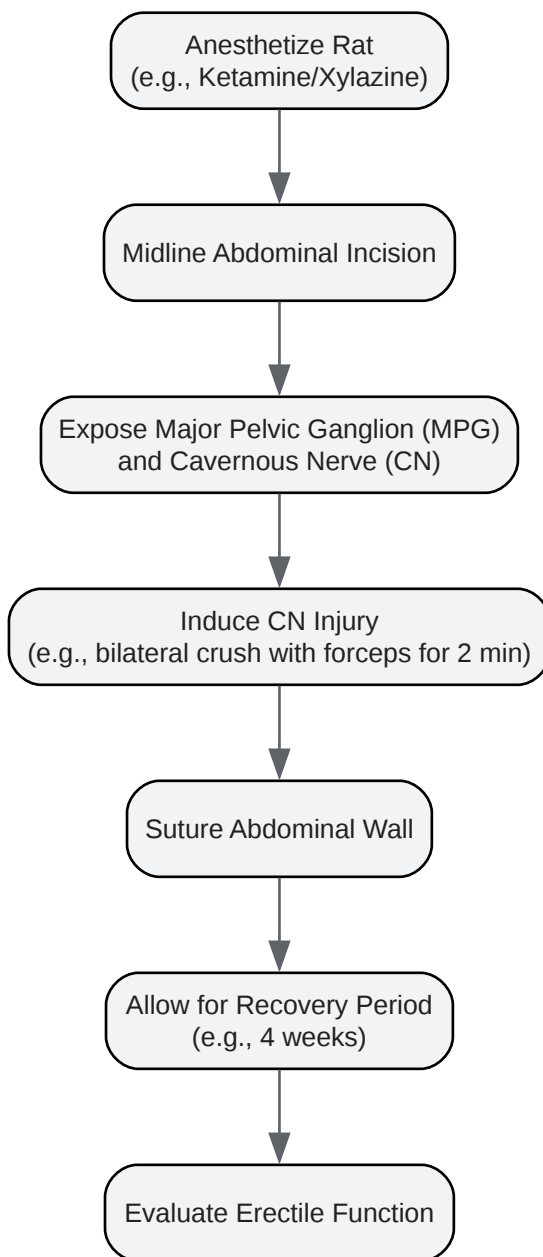 Anesthetize Rat
(e.g., Ketamine/Xylazine)
Midline Abdominal Incision
Expose Major Pelvic Ganglion (MPG)
and Cavernous Nerve (CN)
Induce CN Injury
(e.g., bilateral crush with forceps for 2 min)
Suture Abdominal Wall
Allow for Recovery Period
(e.g., 4 weeks)
Evaluate Erectile Function